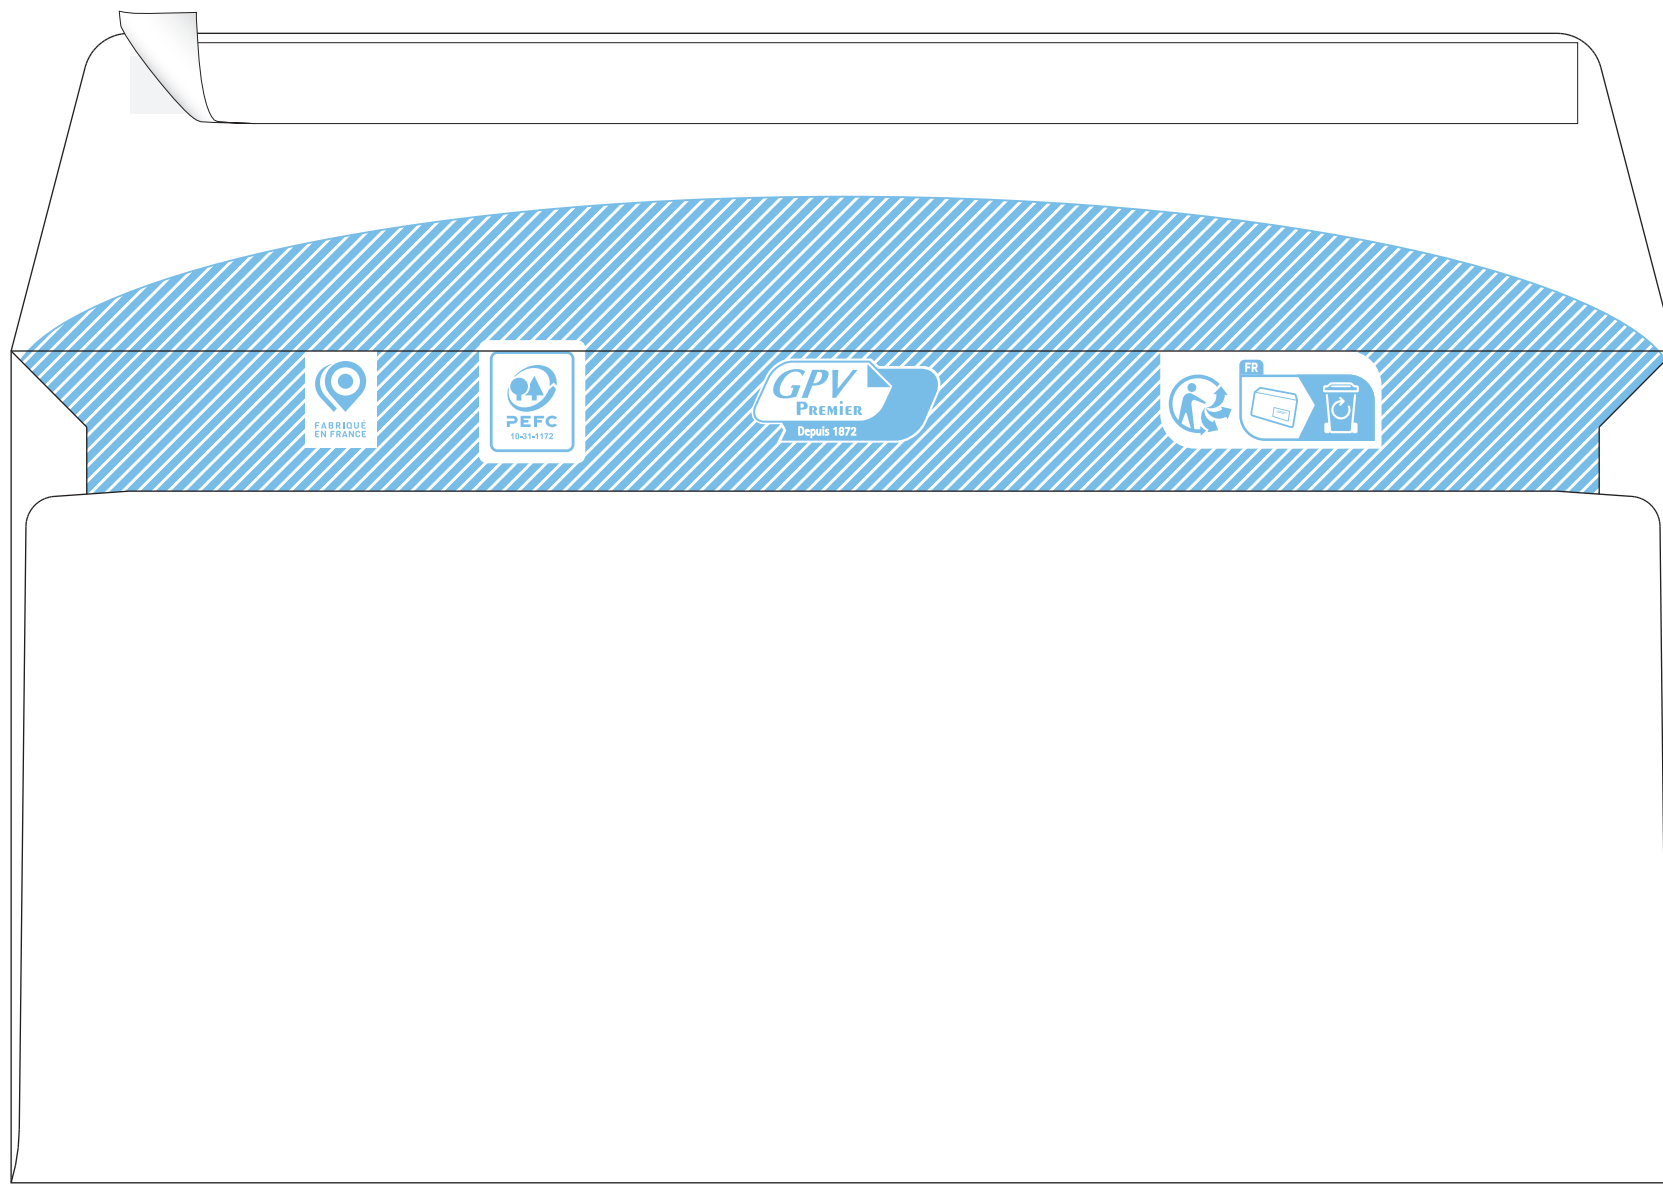 FABRIQUÉ
EN FRANCE
PEFC
10-31-1172
GPV
PREMIER
Depuis 1872
FR